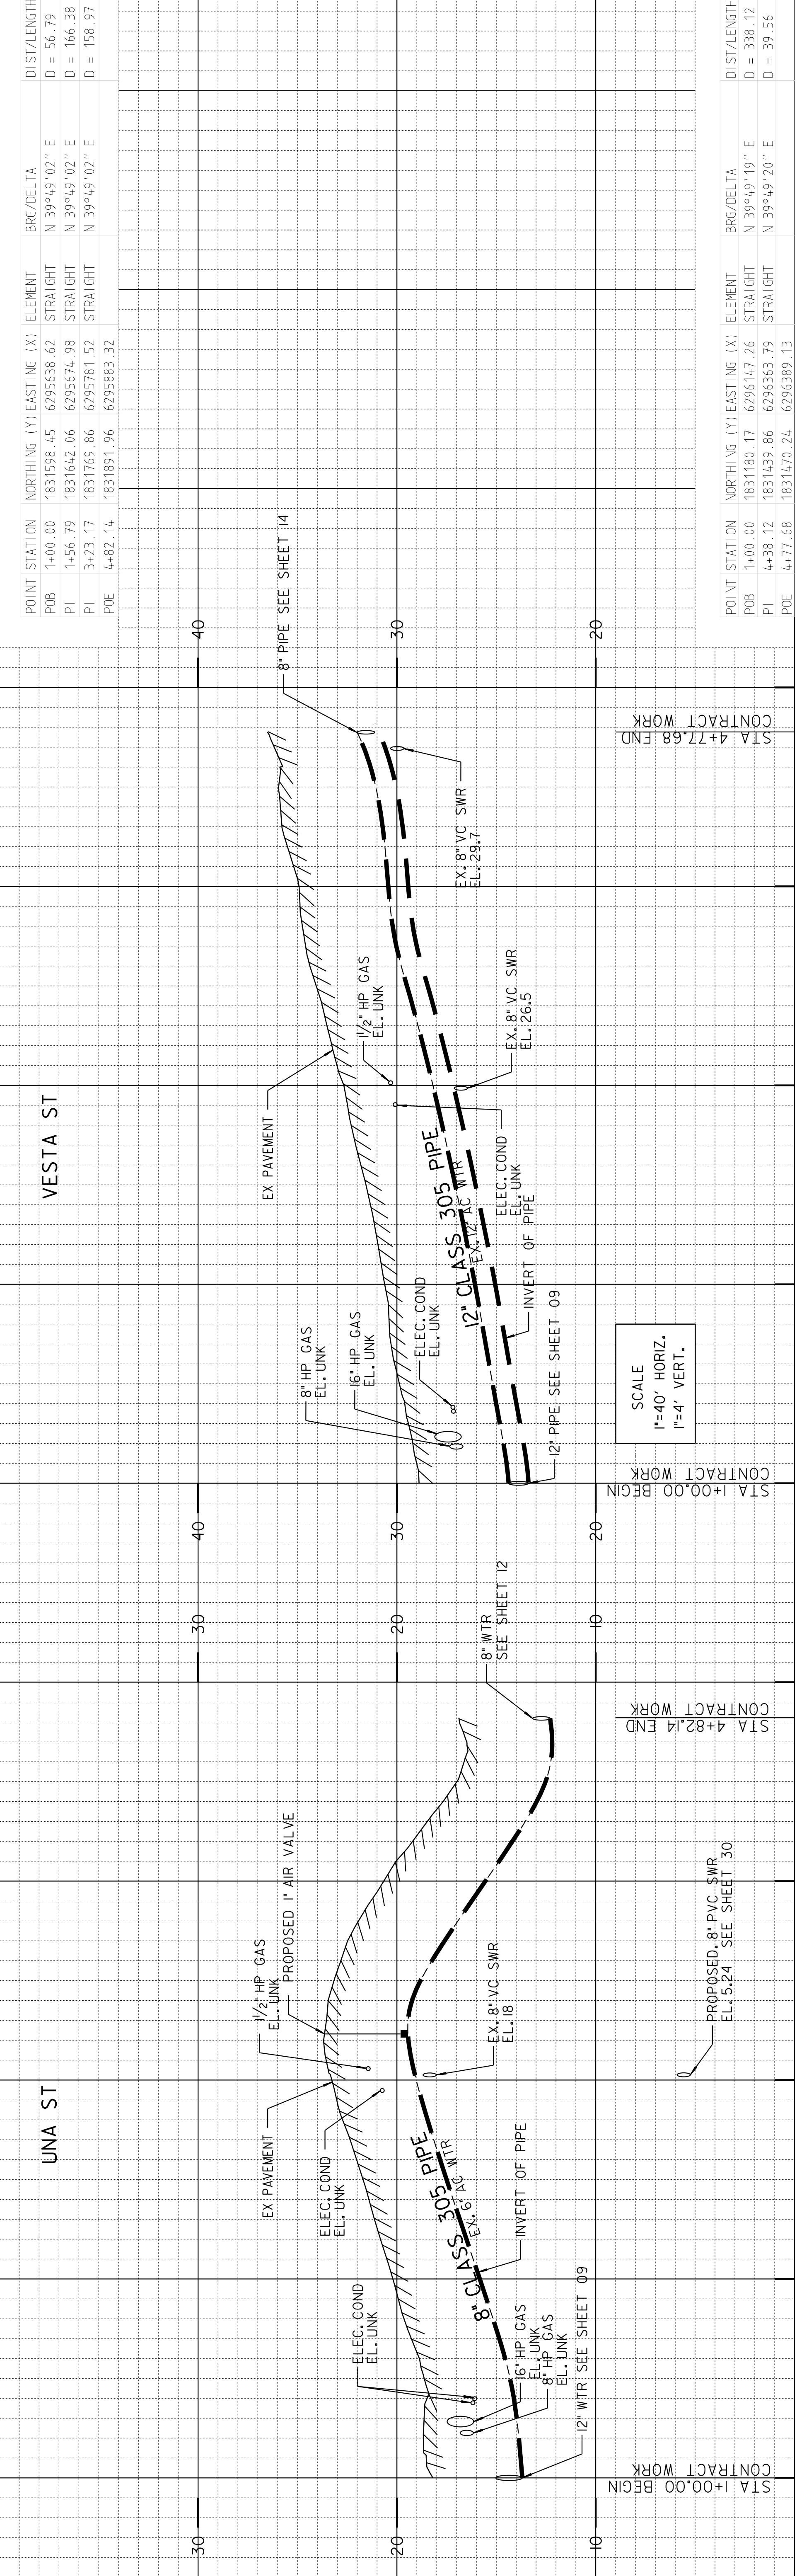 UNA ST
30
20
10
30
20
10
EX PAVEMENT
ELEC. COND
EL. UNK
ELEC. COND
EL. UNK
1 1/2" HP GAS
EL. UNK
PROPOSED 1" AIR VALVE
8" CLASS 305 PIPE
EX. 6" AC WTR
INVERT OF PIPE
16" HP GAS
EL. UNK
8" HP GAS
EL. UNK
12" WTR SEE SHEET 09
EX. 8" VC SWR
EL. 18
PROPOSED. 8" PVC SWR
EL. 5.24 SEE SHEET 30
8" WTR
SEE SHEET 12
STA 1+00.00 BEGIN
CONTRACT WORK
STA 4+82.14 END
CONTRACT WORK
VESTA ST
40
30
20
40
30
20
EX PAVEMENT
8" HP GAS
EL. UNK
16" HP GAS
EL. UNK
ELEC. COND
EL. UNK
1 1/2" HP GAS
EL. UNK
12" CLASS 305 PIPE
EX. 12" AC WTR
ELEC. COND
EL. UNK
INVERT OF PIPE
12" PIPE SEE SHEET 09
EX. 8" VC SWR
EL. 26.5
EX. 8" VC SWR
EL. 29.7
8" PIPE SEE SHEET 14
SCALE
1"=40' HORIZ.
1"=4' VERT.
STA 1+00.00 BEGIN
CONTRACT WORK
STA 4+77.68 END
CONTRACT WORK
POINT STATION NORTHING (Y) EASTING (X) ELEMENT BRG/DELTA DIST/LENGTH
POB 1+00.00 1831598.45 6295638.62 STRAIGHT N 39°49'02" E D = 56.79
PI 1+56.79 1831642.06 6295674.98 STRAIGHT N 39°49'02" E D = 166.38
PI 3+23.17 1831769.86 6295781.52 STRAIGHT N 39°49'02" E D = 158.97
POE 4+82.14 1831891.96 6295883.32
POINT STATION NORTHING (Y) EASTING (X) ELEMENT BRG/DELTA DIST/LENGTH
POB 1+00.00 1831180.17 6296147.26 STRAIGHT N 39°49'19" E D = 338.12
PI 4+38.12 1831439.86 6296363.79 STRAIGHT N 39°49'20" E D = 39.56
POE 4+77.68 1831470.24 6296389.13